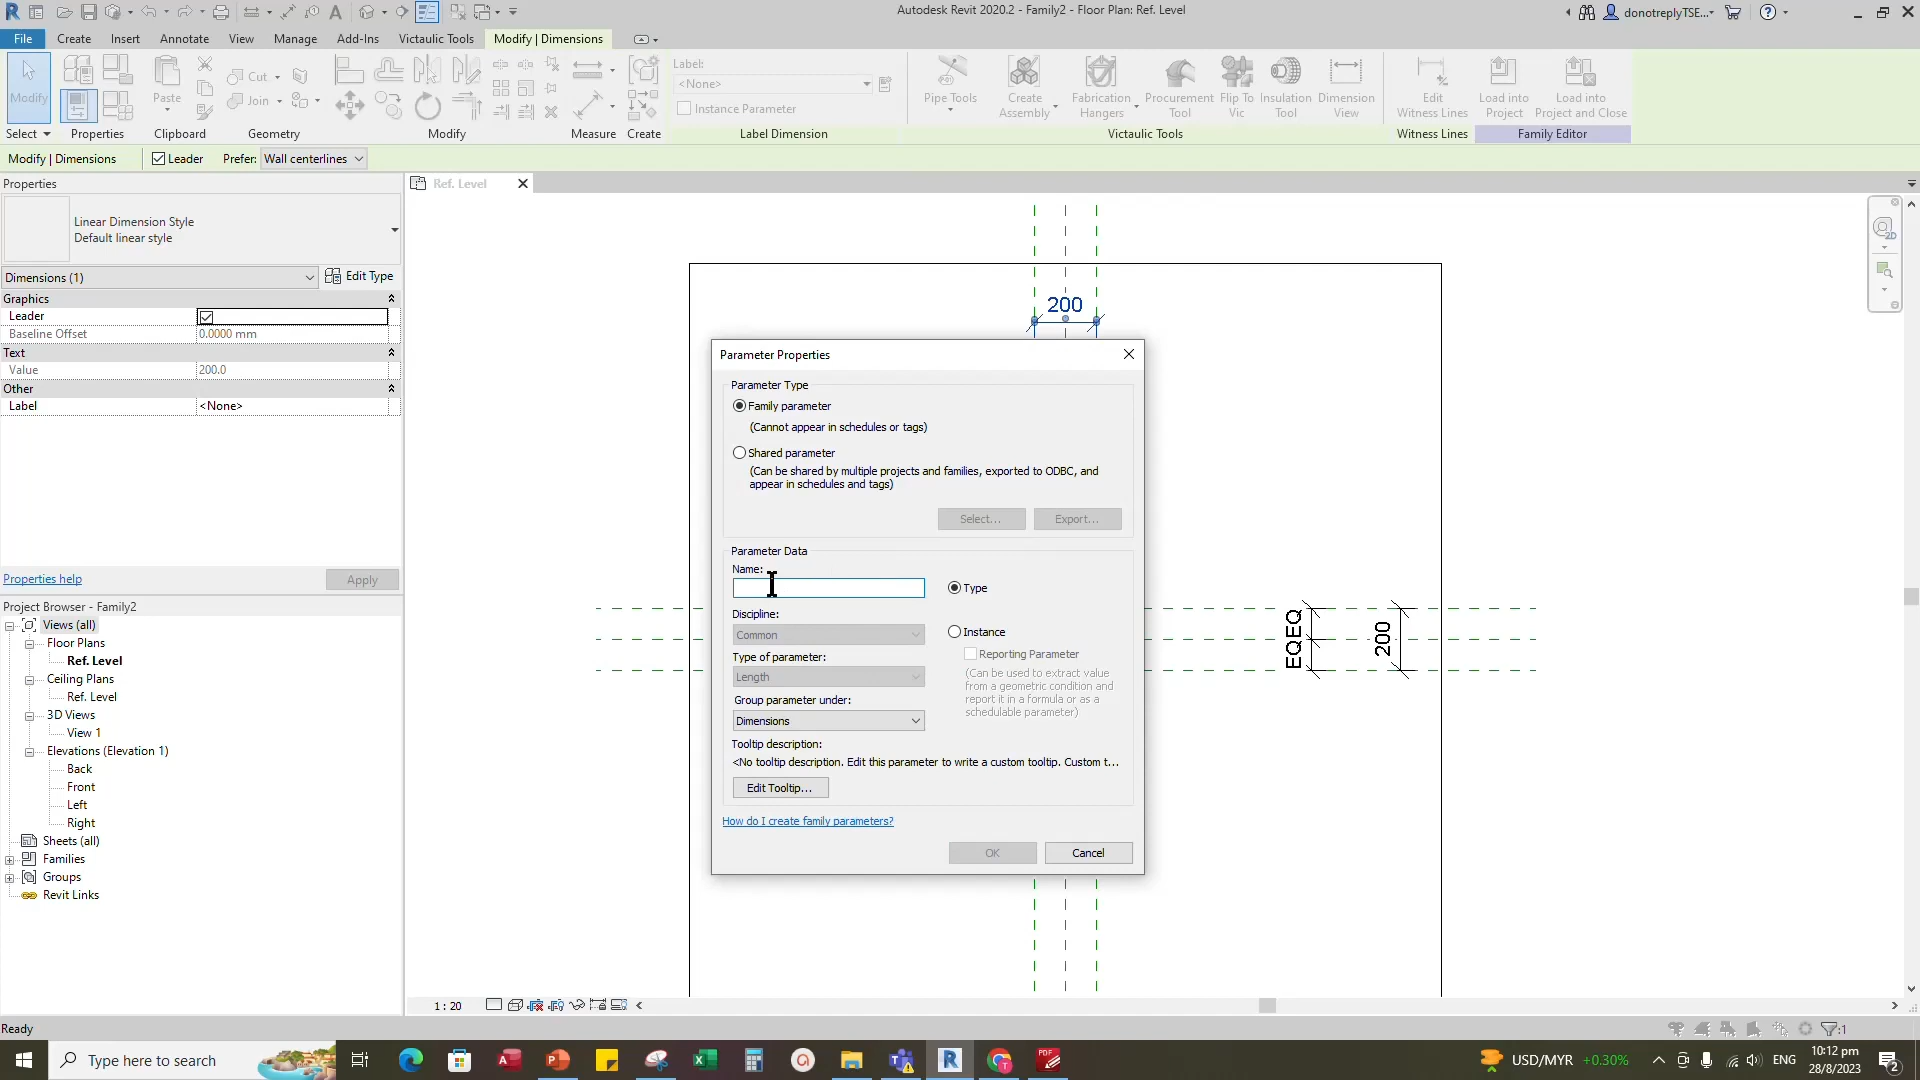 Autodesk Revit 2020.2 - Family2 - Floor Plan: Ref. Level
donotreplyTSE...
File
Create
Insert
Annotate
View
Manage
Add-Ins
Victaulic Tools
Modify | Dimensions
Modify
Paste
Cut
Join
Label:
<None>
Instance Parameter
Pipe Tools
Create Assembly
Fabrication Hangers
Procurement Tool
Flip To Vic
Insulation Tool
Dimension View
Edit Witness Lines
Load into Project
Load into Project and Close
Select
Properties
Clipboard
Geometry
Modify
Measure
Create
Label Dimension
Victaulic Tools
Witness Lines
Family Editor
Modify | Dimensions
Leader
Prefer:
Wall centerlines
Properties
Linear Dimension Style
Default linear style
Dimensions (1)
Edit Type
Graphics
Leader
Baseline Offset
0.0000 mm
Text
Value
200.0
Other
Label
<None>
Properties help
Apply
Project Browser - Family2
Views (all)
Floor Plans
Ref. Level
Ceiling Plans
Ref. Level
3D Views
View 1
Elevations (Elevation 1)
Back
Front
Left
Right
Sheets (all)
Families
Groups
Revit Links
Ref. Level
2D
200
Parameter Properties
Parameter Type
Family parameter
(Cannot appear in schedules or tags)
Shared parameter
(Can be shared by multiple projects and families, exported to ODBC, and
appear in schedules and tags)
Select...
Export...
Parameter Data
Name:
Type
Discipline:
Common
Instance
Type of parameter:
Reporting Parameter
Length
(Can be used to extract value
from a geometric condition and
report it in a formula or as a
schedulable parameter)
Group parameter under:
Dimensions
Tooltip description:
<No tooltip description. Edit this parameter to write a custom tooltip. Custom t...
Edit Tooltip...
How do I create family parameters?
OK
Cancel
EQ
EQ
200
1 : 20
Ready
:1
Type here to search
PDF
USD/MYR +0.30%
ENG
10:12 pm
28/8/2023
2